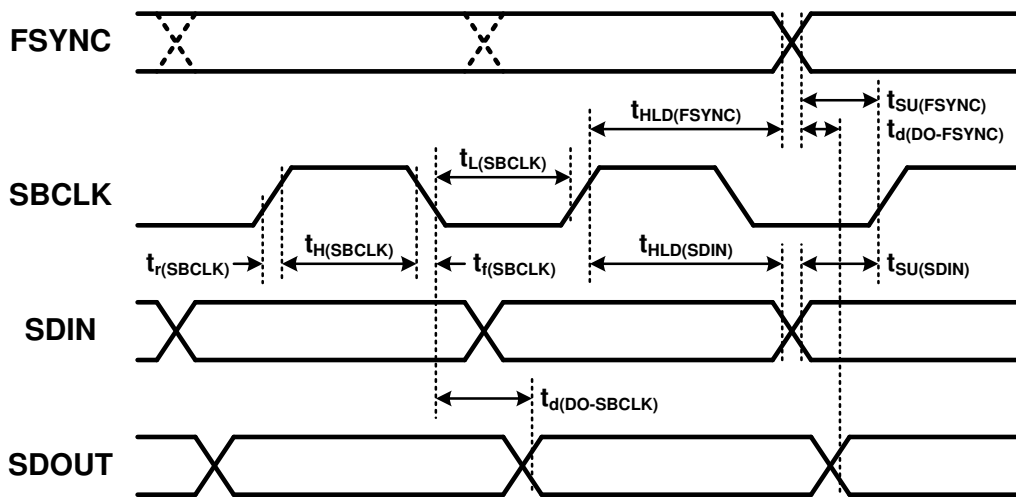 FSYNC
tSU(FSYNC)
tHLD(FSYNC)
td(DO-FSYNC)
tL(SBCLK)
SBCLK
tr(SBCLK)
tH(SBCLK)
tf(SBCLK)
tHLD(SDIN)
tSU(SDIN)
SDIN
td(DO-SBCLK)
SDOUT